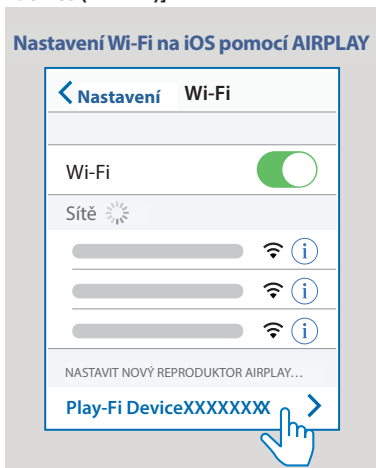 Nastavení Wi-Fi na iOS pomocí AIRPLAY
Nastavení Wi-Fi
Wi-Fi
Sítě
NASTAVIT NOVÝ REPRODUKTOR AIRPLAY...
Play-Fi DeviceXXXXXXXX